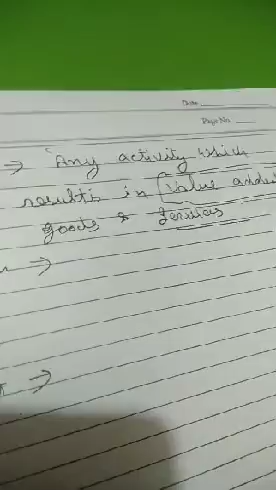 Date
Page No.
→ "Any activity which
results in value added
goods & services
→
→